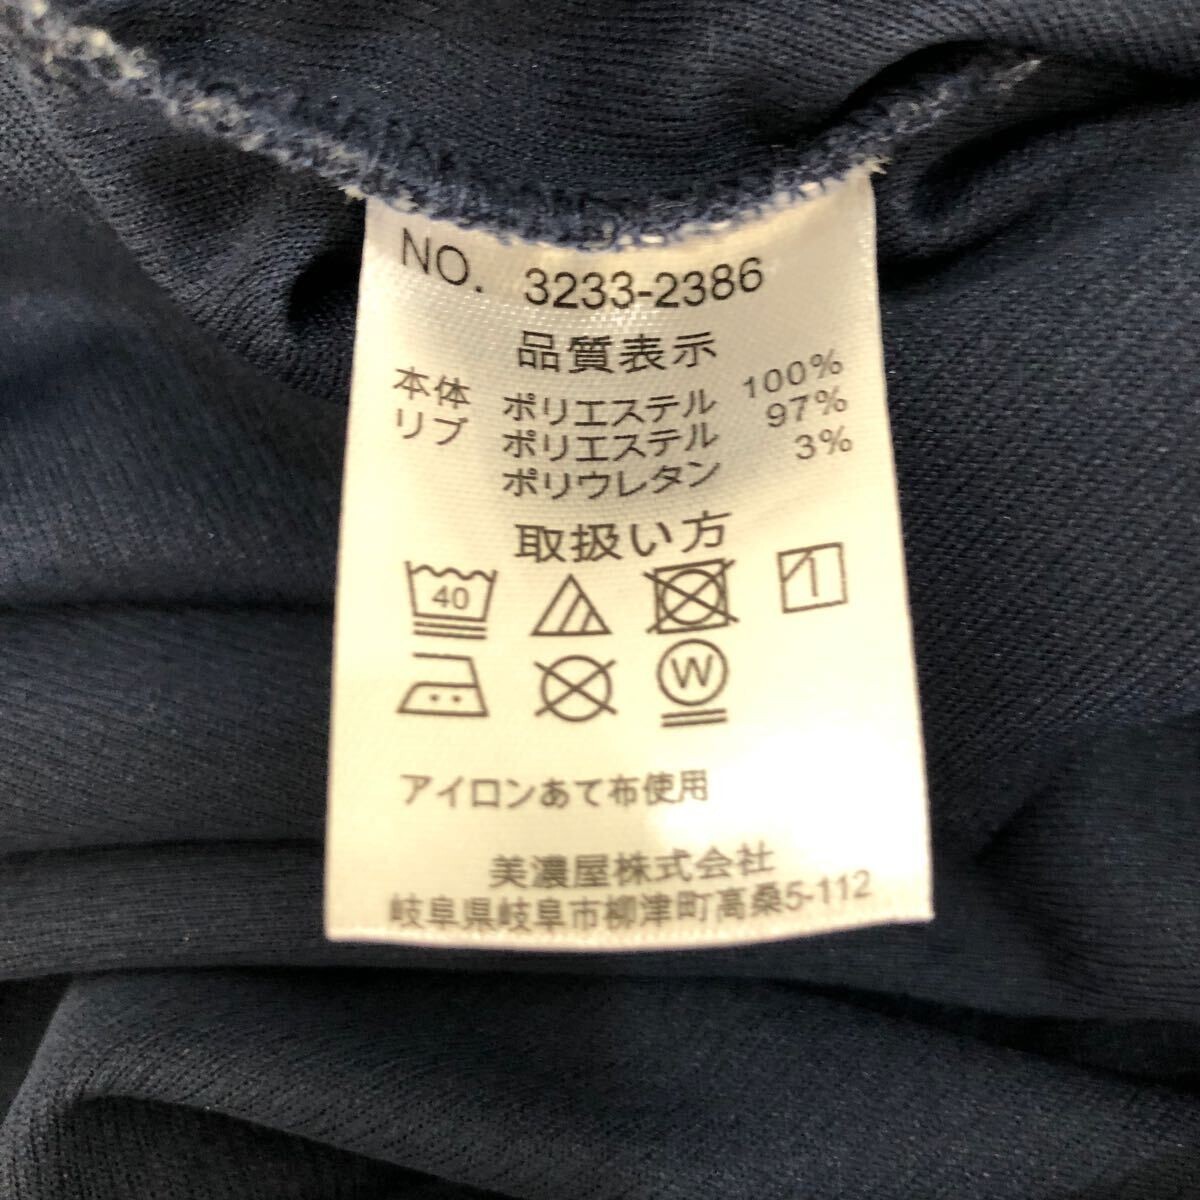 NO. 3233-2386
品質表示
本体 ポリエステル 100%
リブ ポリエステル 97%
ポリウレタン 3%
取扱い方
40
W
アイロンあて布使用
美濃屋株式会社
岐阜県岐阜市柳津町高桑5-112